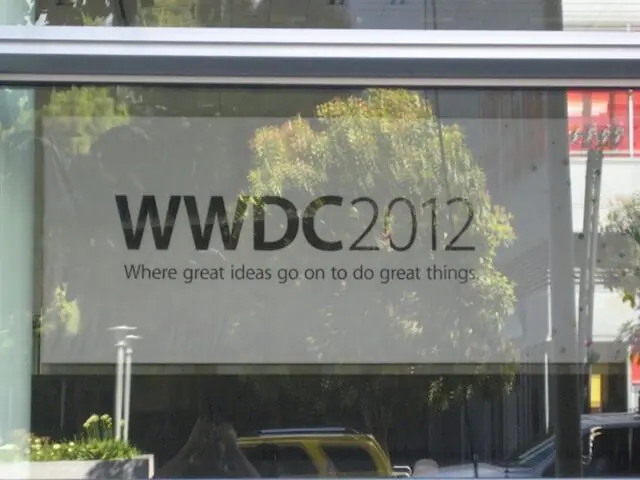 WWDC2012
Where great ideas go on to do great things.